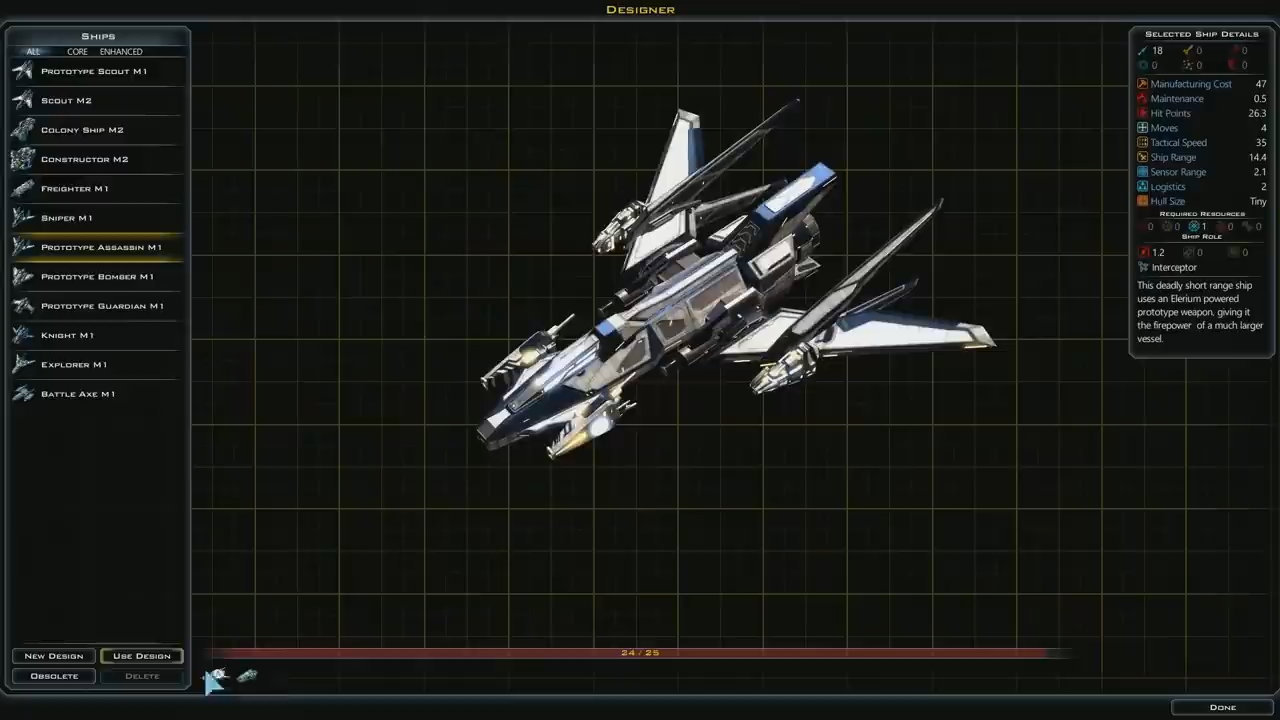 Designer
Ships
All Core Enhanced
Prototype Scout M1
Scout M2
Colony Ship M2
Constructor M2
Freighter M1
Sniper M1
Prototype Assassin M1
Prototype Bomber M1
Prototype Guardian M1
Knight M1
Explorer M1
Battle Axe M1
New Design Use Design
Obsolete Delete
24 / 25
Selected Ship Details
18 0 0
0 0 0
Manufacturing Cost 47
Maintenance 0.5
Hit Points 26.3
Moves 4
Tactical Speed 35
Ship Range 14.4
Sensor Range 2.1
Logistics 2
Hull Size Tiny
Required Resources
0 0 1 0 0
Ship Role
1.2 0 0
Interceptor
This deadly short range ship
uses an Elerium powered
prototype weapon, giving it
the firepower of a much larger
vessel.
Done